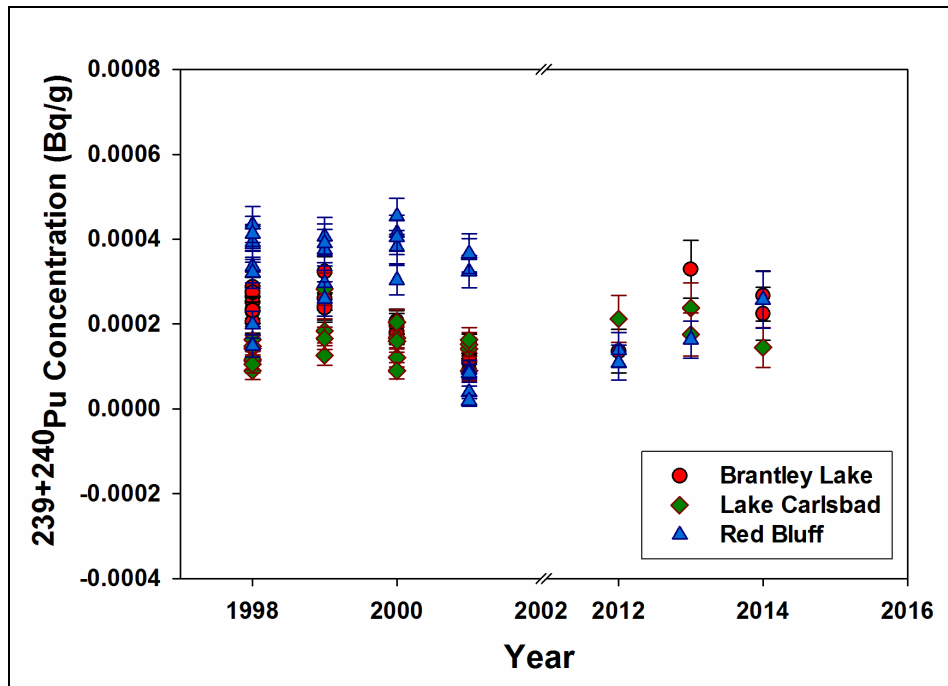 239+240Pu Concentration (Bq/g)
0.0008
0.0006
0.0004
0.0002
0.0000
-0.0002
-0.0004
Brantley Lake
Lake Carlsbad
Red Bluff
1998 2000 2002 2012 2014 2016
Year